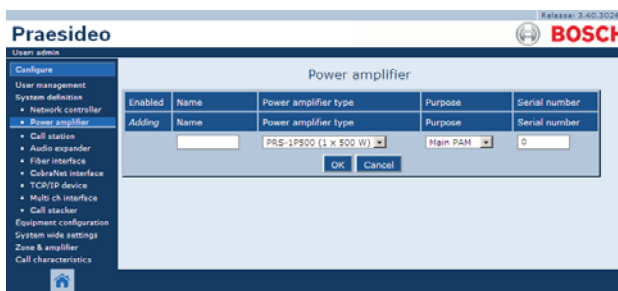 Release: 3.40.3026
Praesideo
BOSCH
User: admin
Configure
User management
System definition
• Network controller
• Power amplifier
• Call station
• Audio expander
• Fiber interface
• CobraNet interface
• TCP/IP device
• Multi ch interface
• Call stacker
Equipment configuration
System wide settings
Zone & amplifier
Call characteristics
Power amplifier
Enabled Name Power amplifier type Purpose Serial number
Adding Name Power amplifier type Purpose Serial number
PRS-1P500 (1 x 500 W) Main PAM 0
OK Cancel